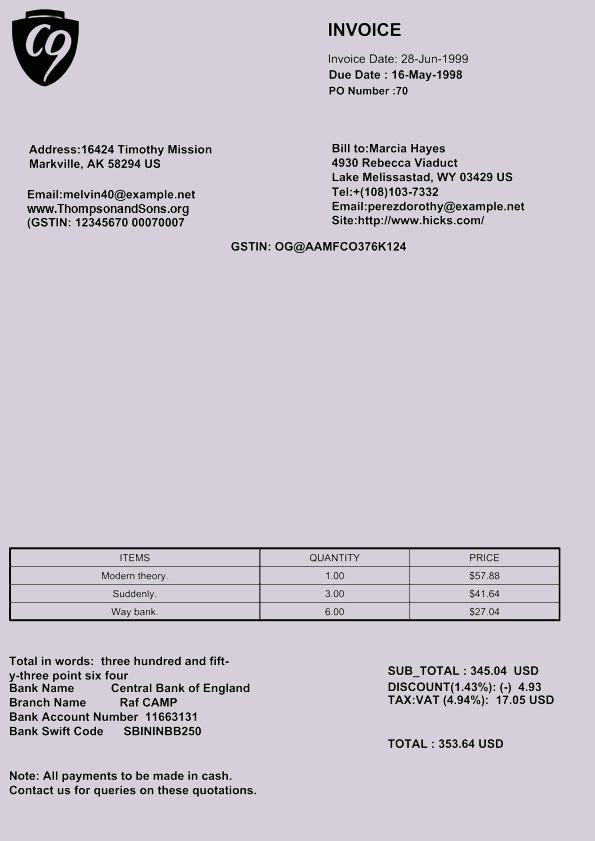 C9
INVOICE
Invoice Date: 28-Jun-1999
Due Date : 16-May-1998
PO Number :70
Address:16424 Timothy Mission
Markville, AK 58294 US
Email:melvin40@example.net
www.ThompsonandSons.org
(GSTIN: 12345670 00070007
Bill to:Marcia Hayes
4930 Rebecca Viaduct
Lake Melissastad, WY 03429 US
Tel:+(108)103-7332
Email:perezdorothy@example.net
Site:http://www.hicks.com/
GSTIN: OG@AAMFCO376K124
ITEMS QUANTITY PRICE
Modern theory. 1.00 $57.88
Suddenly. 3.00 $41.64
Way bank. 6.00 $27.04
Total in words: three hundred and fift-
y-three point six four
Bank Name Central Bank of England
Branch Name Raf CAMP
Bank Account Number 11663131
Bank Swift Code SBININBB250
SUB_TOTAL : 345.04 USD
DISCOUNT(1.43%): (-) 4.93
TAX:VAT (4.94%): 17.05 USD
TOTAL : 353.64 USD
Note: All payments to be made in cash.
Contact us for queries on these quotations.